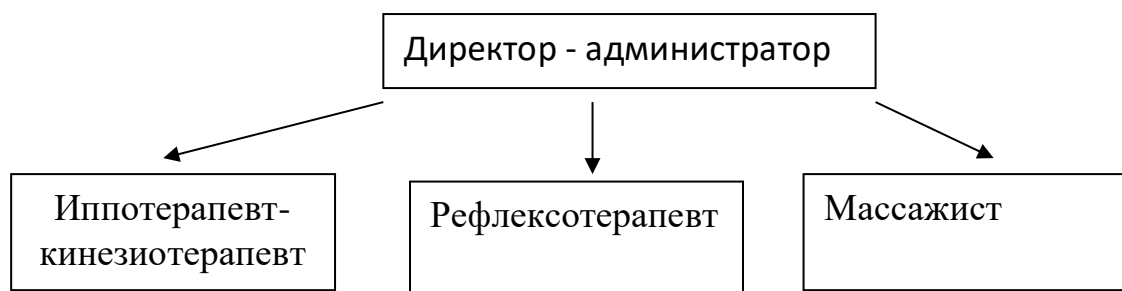 Директор - администратор
Иппотерапевт-
кинезиотерапевт
Рефлексотерапевт
Массажист